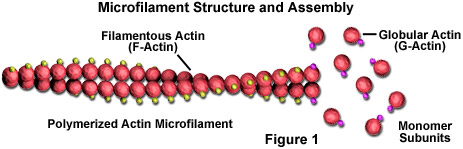 Microfilament Structure and Assembly
Filamentous Actin
(F-Actin)
Globular Actin
(G-Actin)
Polymerized Actin Microfilament
Figure 1
Monomer
Subunits